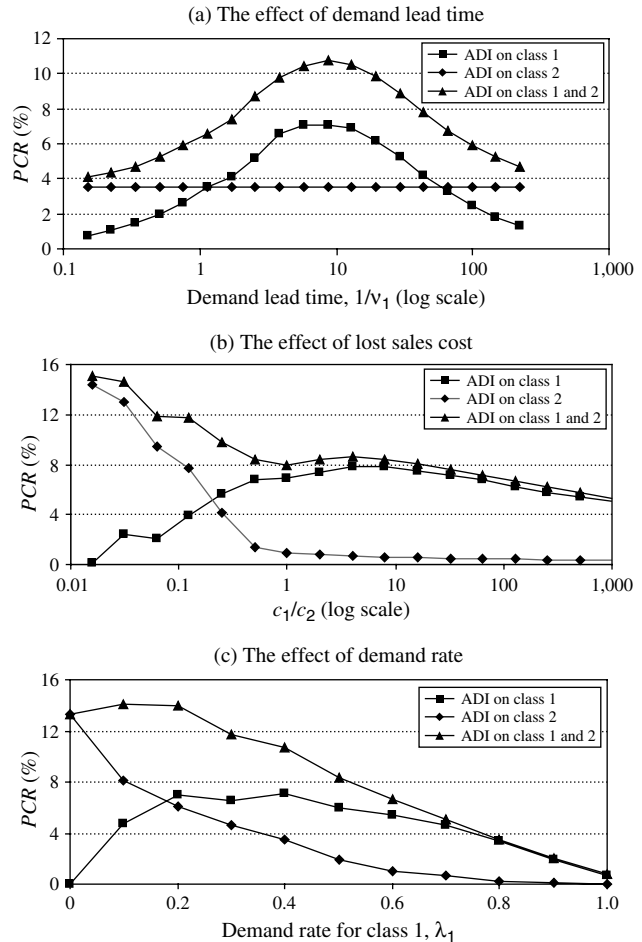 (a) The effect of demand lead time
12
10
8
6
4
2
0
PCR (%)
ADI on class 1
ADI on class 2
ADI on class 1 and 2
0.1 1 10 100 1,000
Demand lead time, 1/ν₁ (log scale)
(b) The effect of lost sales cost
16
12
8
4
0
PCR (%)
ADI on class 1
ADI on class 2
ADI on class 1 and 2
0.01 0.1 1 10 100 1,000
c₁/c₂ (log scale)
(c) The effect of demand rate
16
12
8
4
0
PCR (%)
ADI on class 1
ADI on class 2
ADI on class 1 and 2
0 0.2 0.4 0.6 0.8 1.0
Demand rate for class 1, λ₁